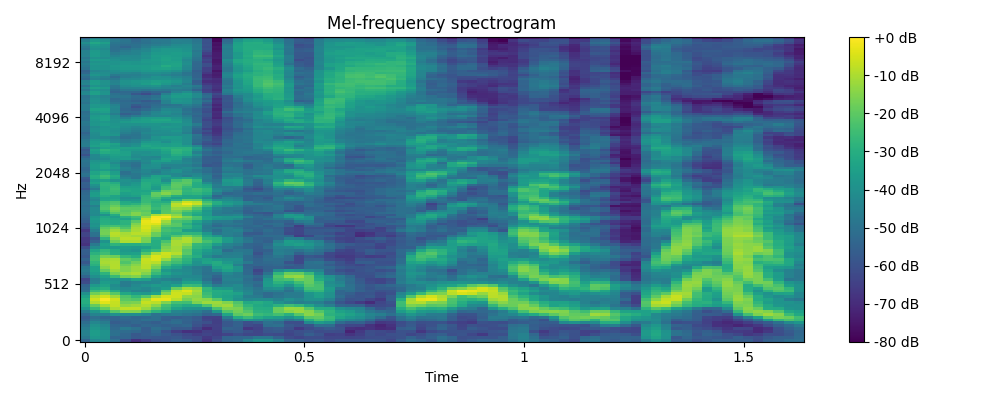 Mel-frequency spectrogram
Hz
8192
4096
2048
1024
512
0
0
0.5
1
1.5
Time
+0 dB
-10 dB
-20 dB
-30 dB
-40 dB
-50 dB
-60 dB
-70 dB
-80 dB